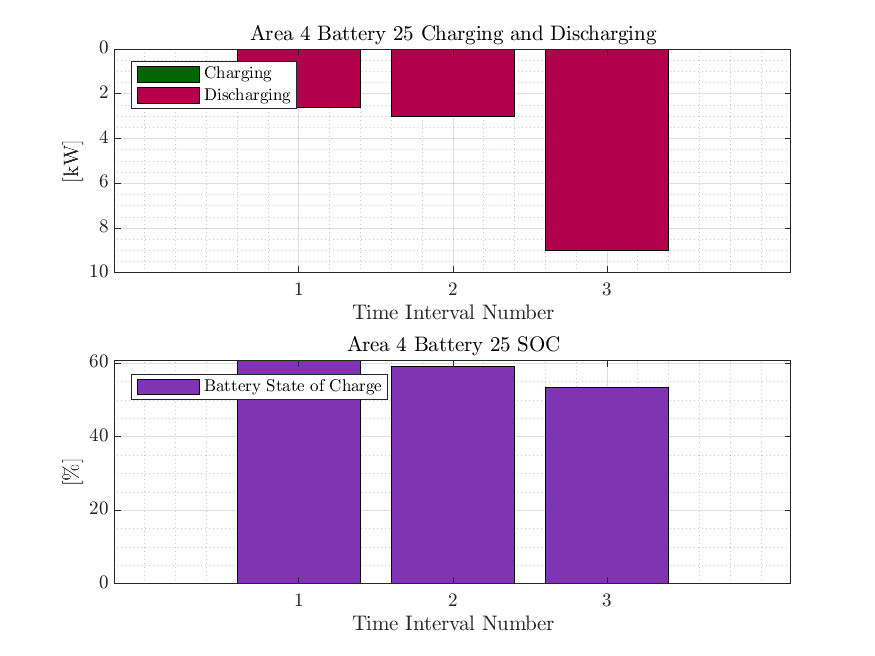 Area 4 Battery 25 Charging and Discharging
0
2
4
6
8
10
[kW]
Charging
Discharging
1 2 3
Time Interval Number
Area 4 Battery 25 SOC
60
40
20
0
[%]
Battery State of Charge
1 2 3
Time Interval Number